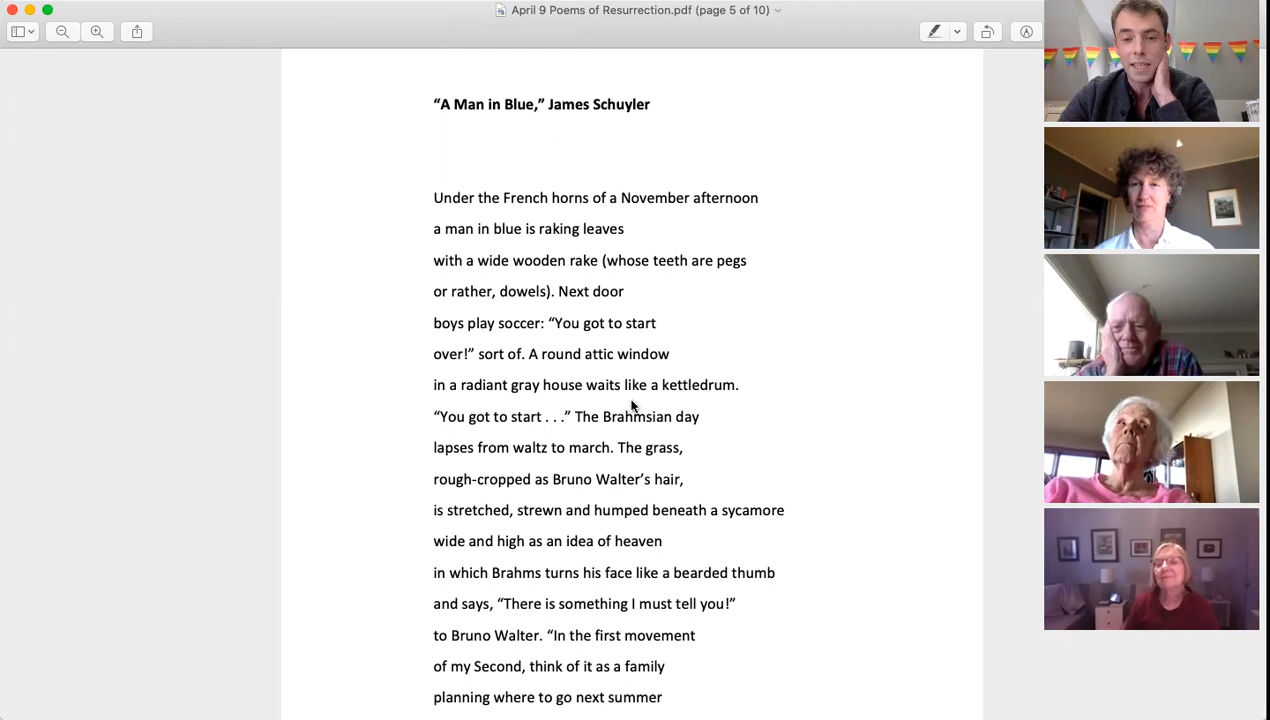 April 9 Poems of Resurrection.pdf (page 5 of 10)
“A Man in Blue,” James Schuyler
Under the French horns of a November afternoon
a man in blue is raking leaves
with a wide wooden rake (whose teeth are pegs
or rather, dowels). Next door
boys play soccer: “You got to start
over!” sort of. A round attic window
in a radiant gray house waits like a kettledrum.
“You got to start . . .” The Brahmsian day
lapses from waltz to march. The grass,
rough-cropped as Bruno Walter’s hair,
is stretched, strewn and humped beneath a sycamore
wide and high as an idea of heaven
in which Brahms turns his face like a bearded thumb
and says, “There is something I must tell you!”
to Bruno Walter. “In the first movement
of my Second, think of it as a family
planning where to go next summer